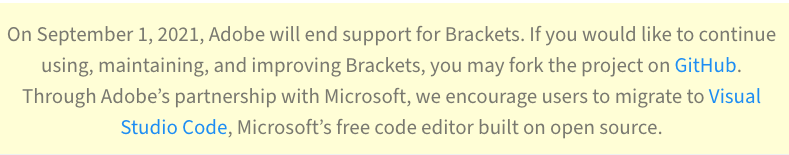 On September 1, 2021, Adobe will end support for Brackets. If you would like to continue
using, maintaining, and improving Brackets, you may fork the project on GitHub.
Through Adobe’s partnership with Microsoft, we encourage users to migrate to Visual
Studio Code, Microsoft’s free code editor built on open source.